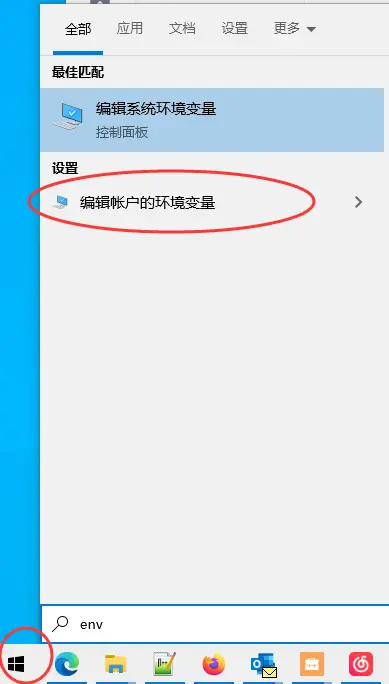 全部 应用 文档 设置 更多
最佳匹配
编辑系统环境变量
控制面板
设置
编辑帐户的环境变量
env